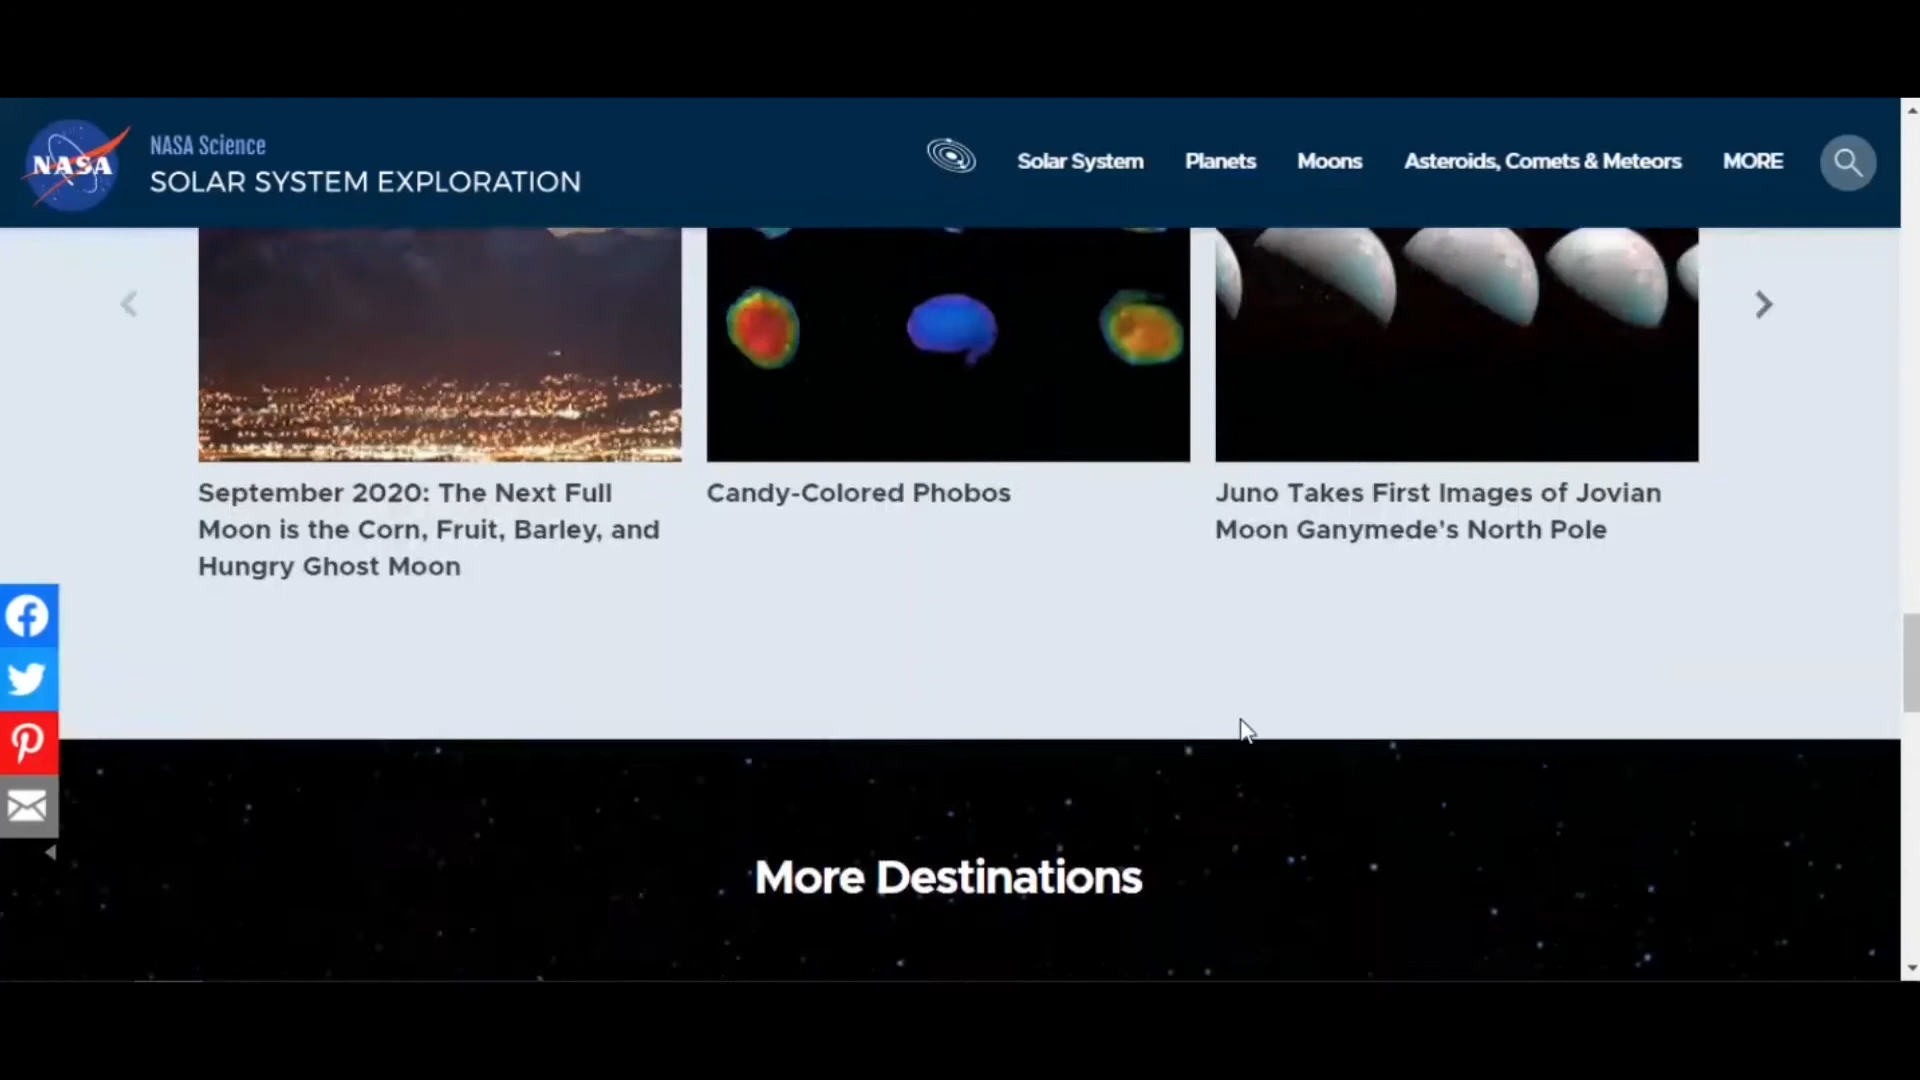 NASA
NASA Science
SOLAR SYSTEM EXPLORATION
Solar System
Planets
Moons
Asteroids, Comets & Meteors
MORE
September 2020: The Next Full
Moon is the Corn, Fruit, Barley, and
Hungry Ghost Moon
Candy-Colored Phobos
Juno Takes First Images of Jovian
Moon Ganymede's North Pole
More Destinations